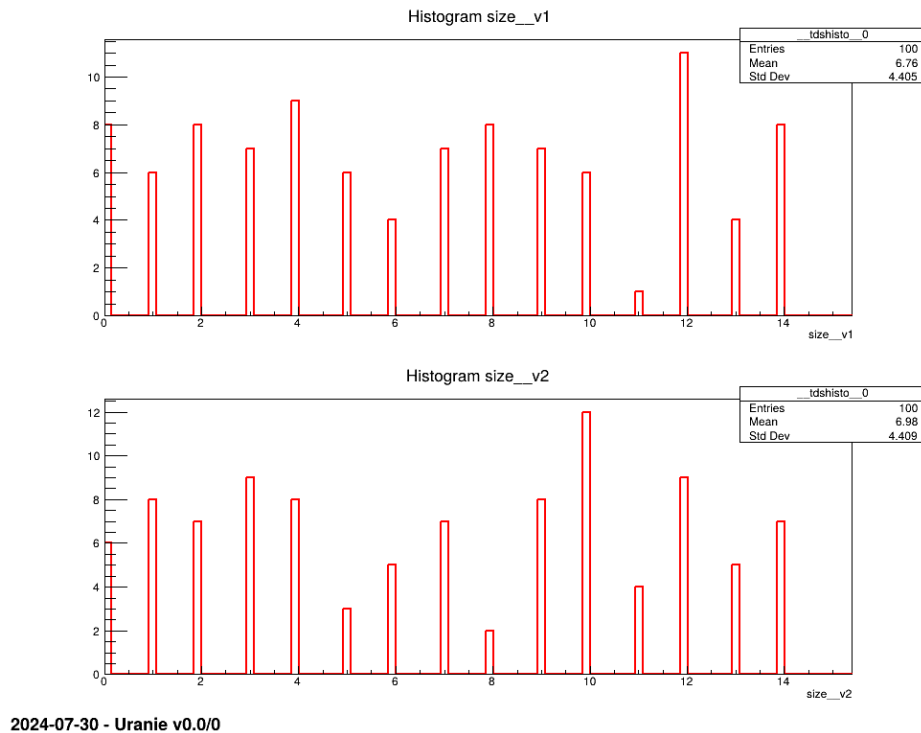 Histogram size__v1
__tdshisto__0
Entries 100
Mean 6.76
Std Dev 4.405
10
8
6
4
2
0
0 2 4 6 8 10 12 14
size__v1
Histogram size__v2
__tdshisto__0
Entries 100
Mean 6.98
Std Dev 4.409
12
10
8
6
4
2
0
0 2 4 6 8 10 12 14
size__v2
2024-07-30 - Uranie v0.0/0